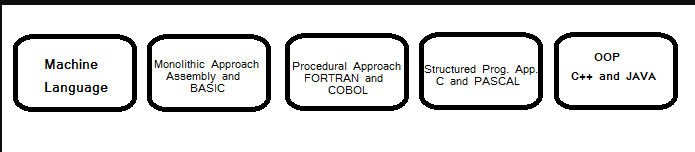 Machine
Language
Monolithic Approach
Assembly and
BASIC
Procedural Approach
FORTRAN and
COBOL
Structured Prog. App.
C and PASCAL
OOP
C++ and JAVA